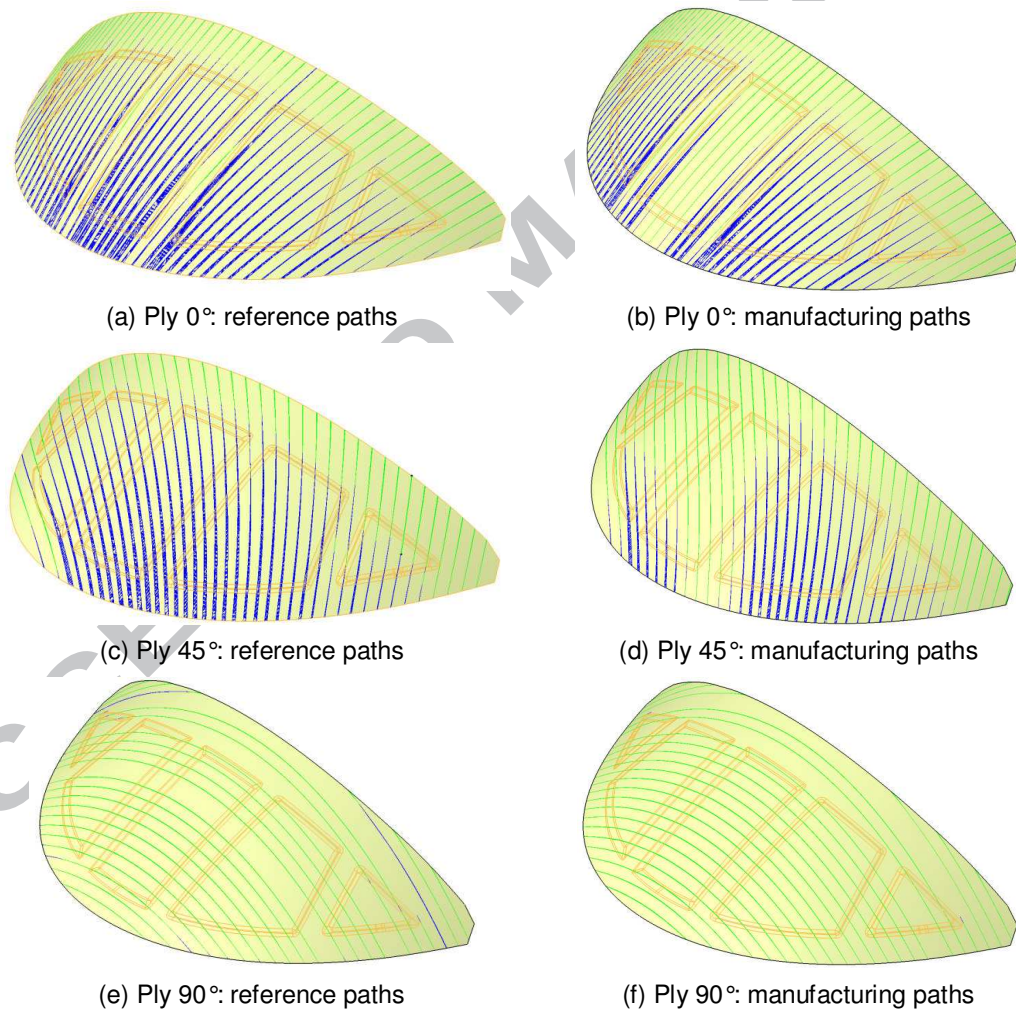 (a) Ply 0°: reference paths
(b) Ply 0°: manufacturing paths
(c) Ply 45°: reference paths
(d) Ply 45°: manufacturing paths
(e) Ply 90°: reference paths
(f) Ply 90°: manufacturing paths